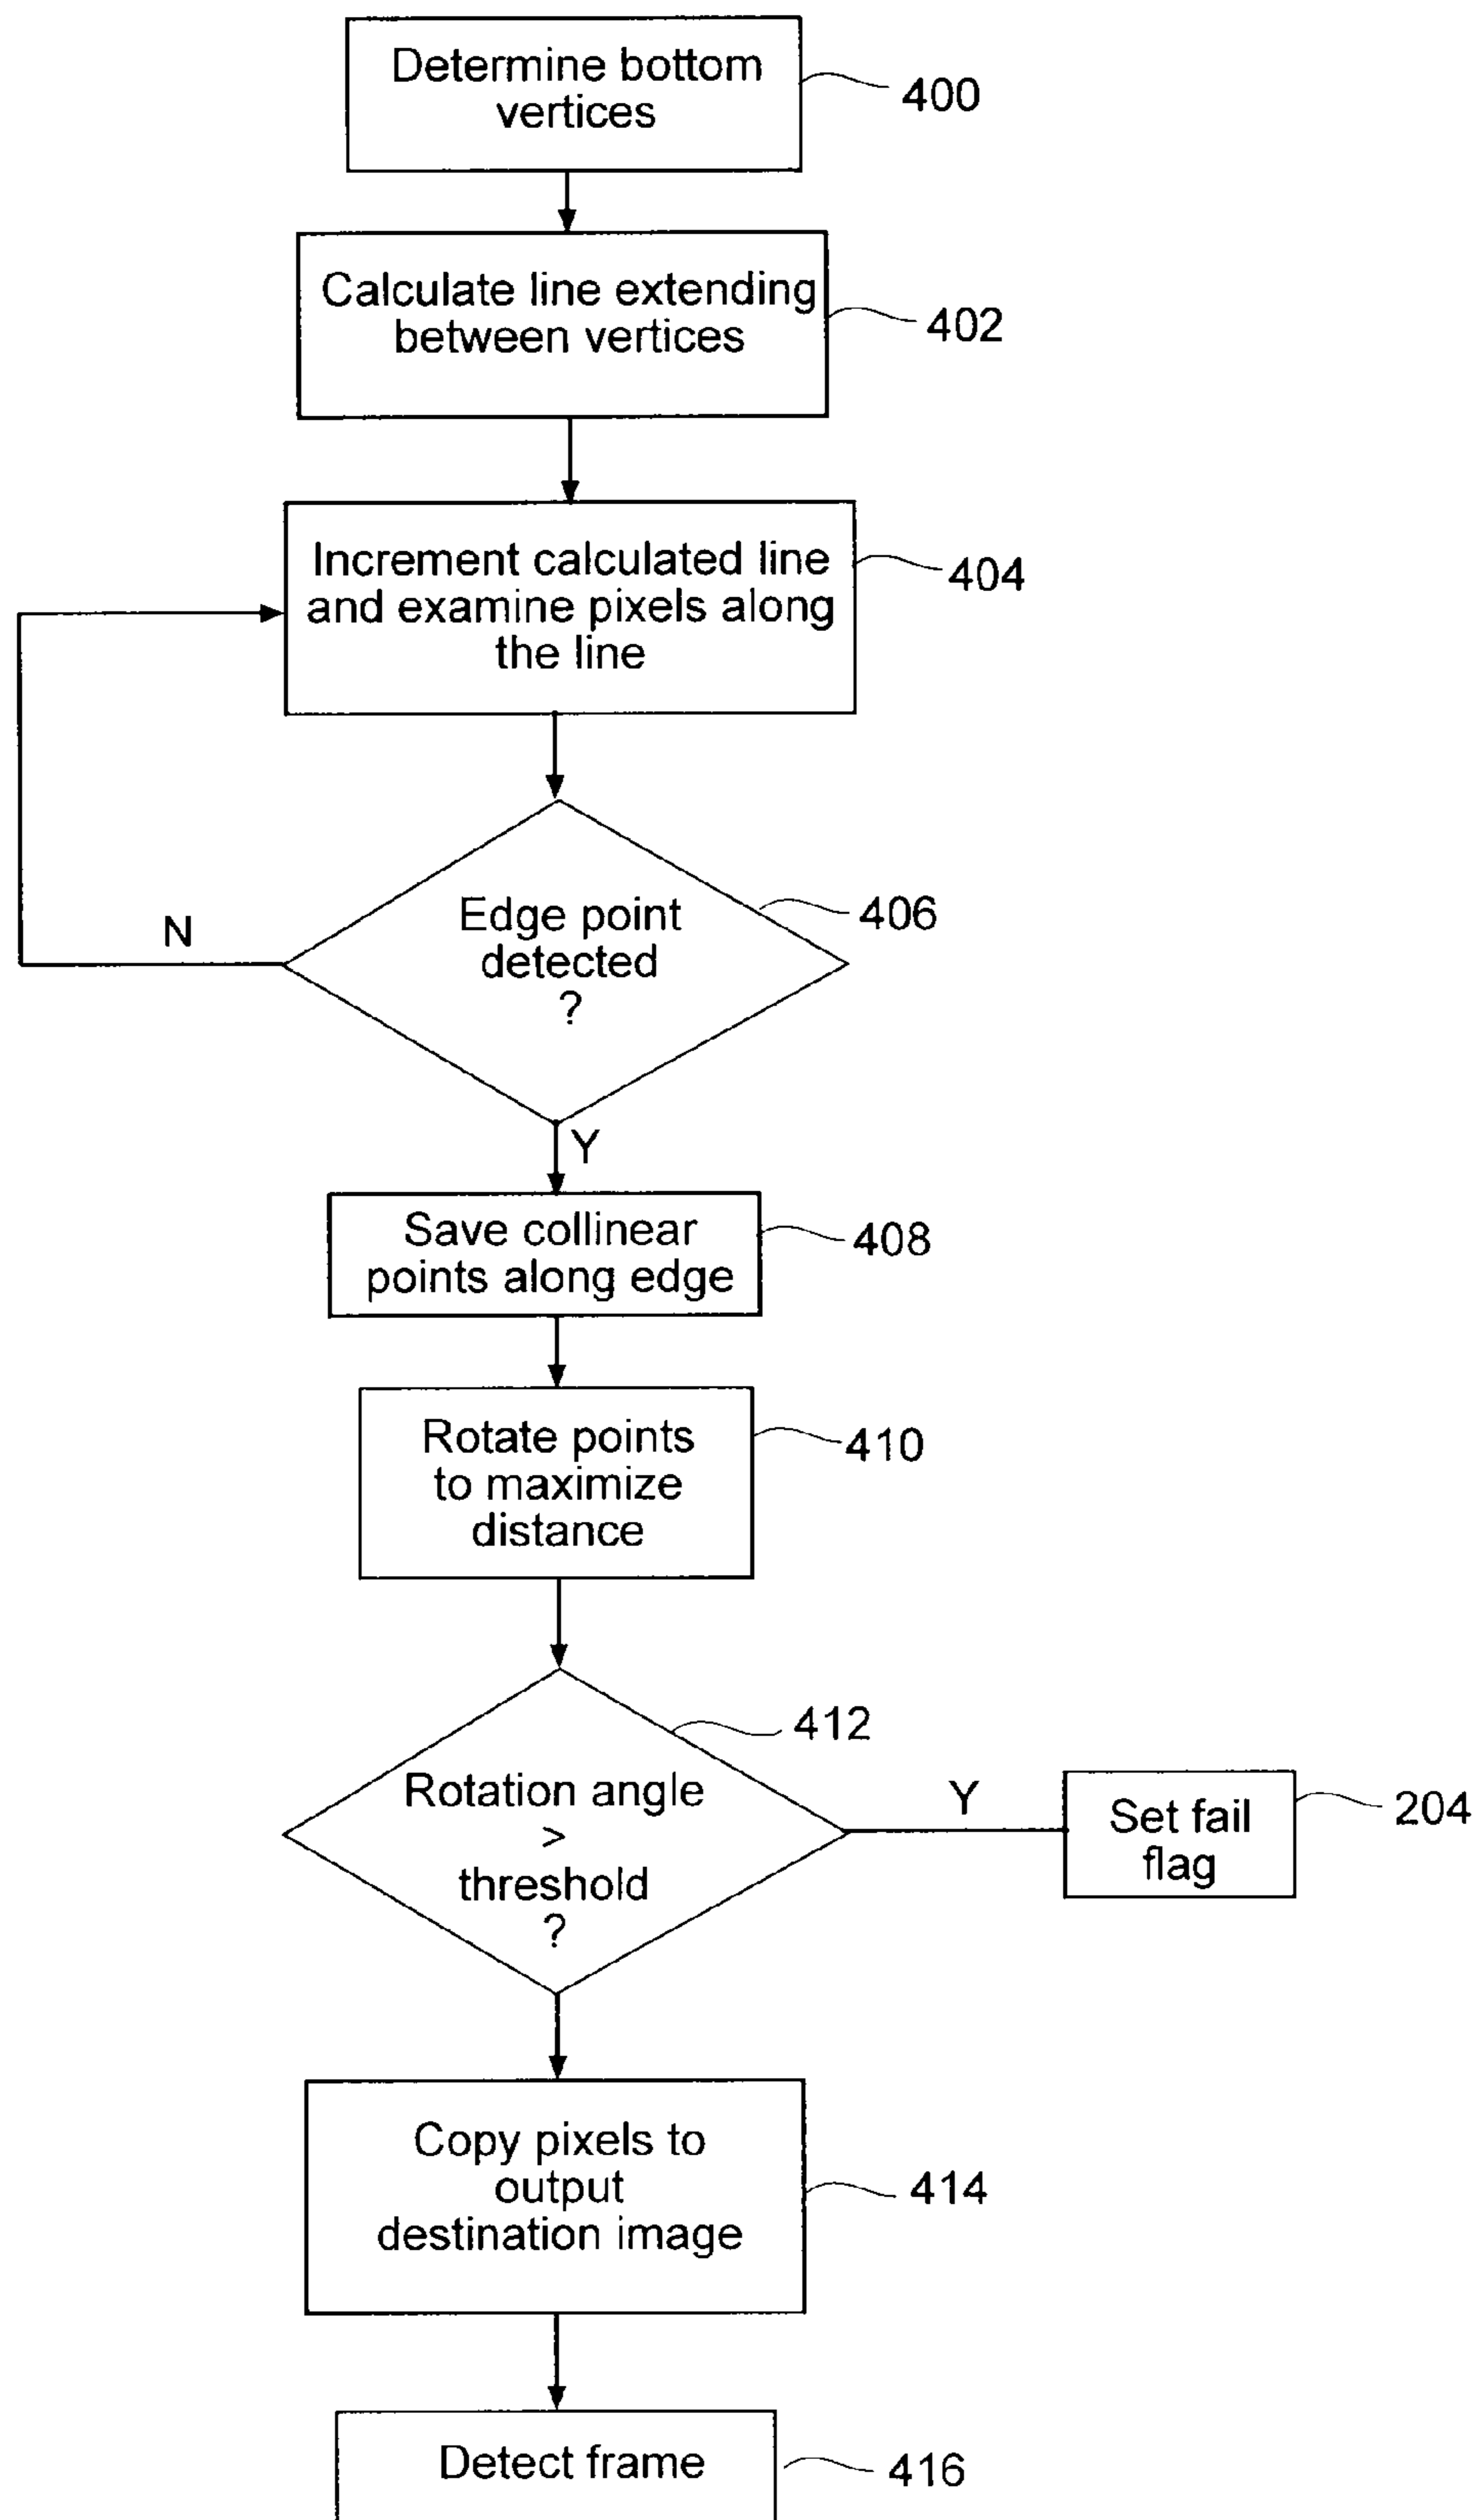 Determine bottom
vertices
400
Calculate line extending
between vertices
402
Increment calculated line
and examine pixels along
the line
404
Edge point
detected
?
406
N
Y
Save collinear
points along edge
408
Rotate points
to maximize
distance
410
Rotation angle
>
threshold
?
412
Y
Set fail
flag
204
Copy pixels to
output
destination image
414
Detect frame
416